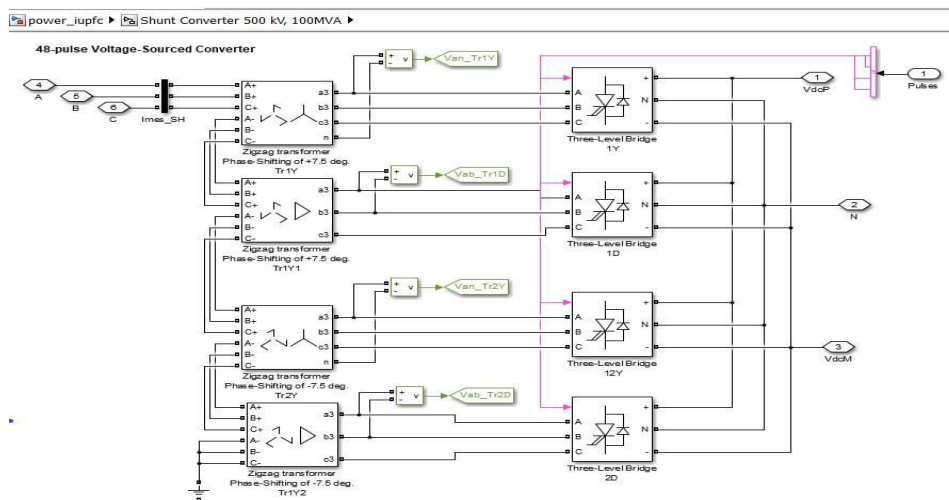 power_iupfc ▶ Shunt Converter 500 kV, 100MVA ▶
48-pulse Voltage-Sourced Converter
4
A
5
B
6
C
Imes_SH
A+
B+
C+
A-
B-
C-
a3
b3
c3
n
Zigzag transformer
Phase-Shifting of +7.5 deg.
Tr1Y
+
-
v
Van_Tr1Y
A
B
C
+
N
-
Three-Level Bridge
1Y
1
VdcP
1
Pulses
A+
B+
C+
A-
B-
C-
a3
b3
c3
Zigzag transformer
Phase-Shifting of +7.5 deg.
Tr1Y1
+
-
v
Vab_Tr1D
A
B
C
+
N
-
Three-Level Bridge
1D
2
N
A+
B+
C+
A-
B-
C-
a3
b3
c3
n
Zigzag transformer
Phase-Shifting of -7.5 deg.
Tr2Y
+
-
v
Van_Tr2Y
A
B
C
+
N
-
Three-Level Bridge
12Y
3
VdcM
A+
B+
C+
A-
B-
C-
a3
b3
c3
Zigzag transformer
Phase-Shifting of -7.5 deg.
Tr1Y2
+
-
v
Vab_Tr2D
A
B
C
+
N
-
Three-Level Bridge
2D